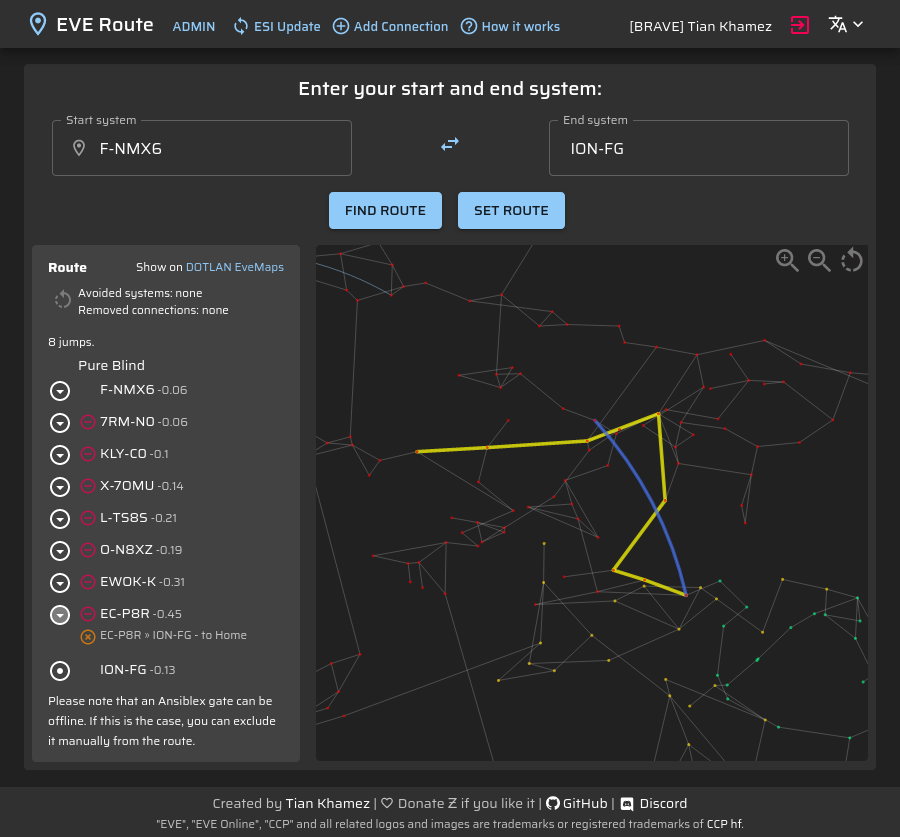 EVE Route
ADMIN
ESI Update
Add Connection
How it works
[BRAVE] Tian Khamez
Enter your start and end system:
Start system
F-NMX6
End system
ION-FG
FIND ROUTE
SET ROUTE
Route
Show on DOTLAN EveMaps
Avoided systems: none
Removed connections: none
8 jumps.
Pure Blind
F-NMX6 -0.06
7RM-N0 -0.06
KLY-C0 -0.1
X-7OMU -0.14
L-TS8S -0.21
O-N8XZ -0.19
EWOK-K -0.31
EC-P8R -0.45
EC-P8R » ION-FG - to Home
ION-FG -0.13
Please note that an Ansiblex gate can be
offline. If this is the case, you can exclude
it manually from the route.
Created by Tian Khamez | ♡ Donate Ƶ if you like it | GitHub | Discord
"EVE", "EVE Online", "CCP" and all related logos and images are trademarks or registered trademarks of CCP hf.